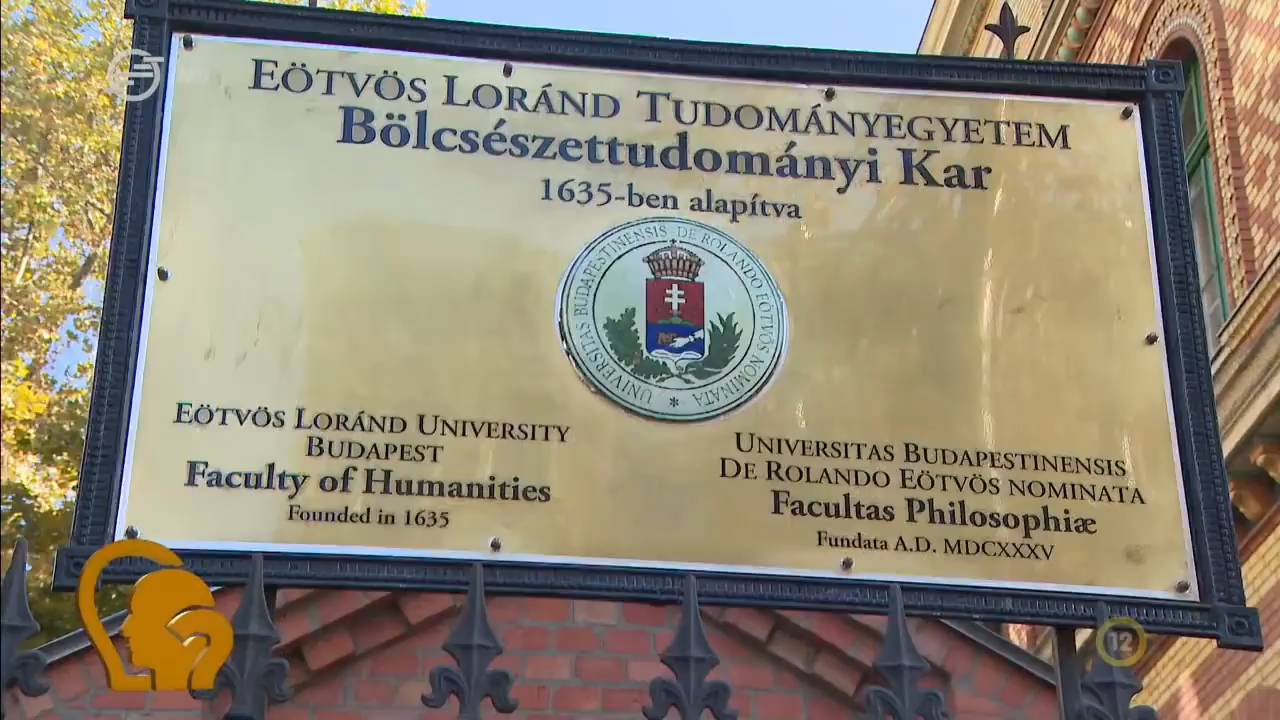 EÖTVÖS LORÁND TUDOMÁNYEGYETEM
Bölcsészettudományi Kar
1635-ben alapítva
UNIVERSITAS BUDAPESTINENSIS DE ROLANDO EÖTVÖS NOMINATA *
EÖTVÖS LORÁND UNIVERSITY
BUDAPEST
Faculty of Humanities
Founded in 1635
UNIVERSITAS BUDAPESTINENSIS
DE ROLANDO EÖTVÖS NOMINATA
Facultas Philosophiæ
Fundata A.D. MDCXXXV
12